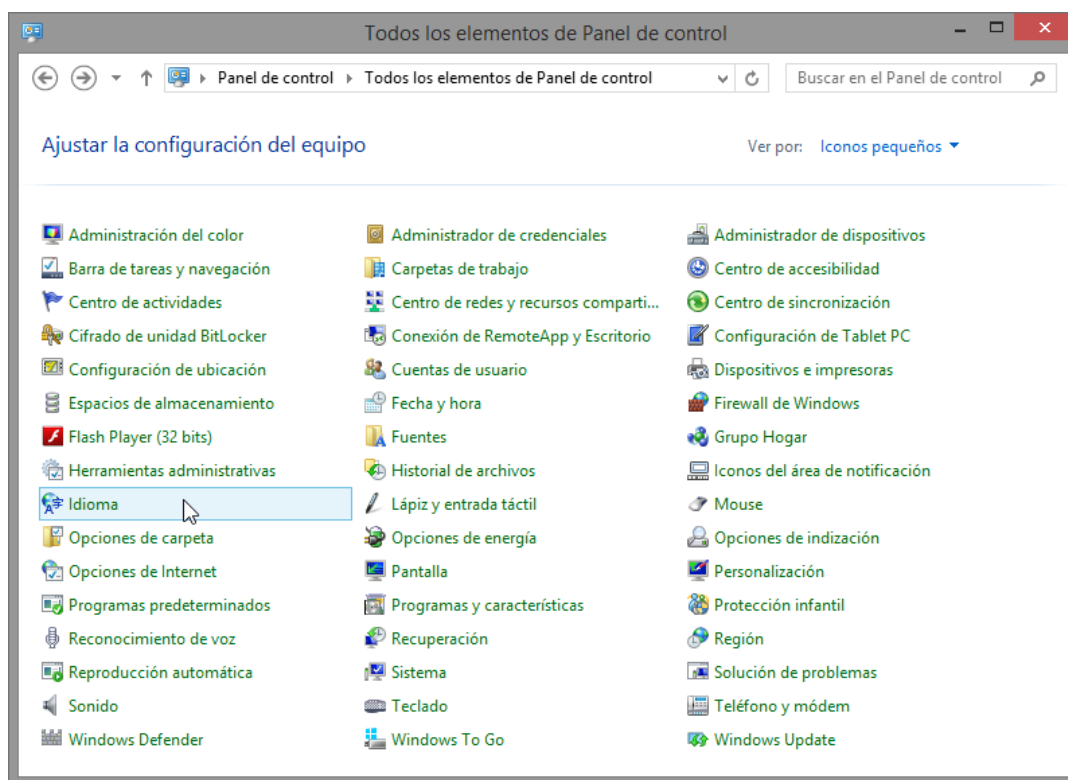 Todos los elementos de Panel de control
Panel de control Todos los elementos de Panel de control Buscar en el Panel de control
Ajustar la configuración del equipo Ver por: Iconos pequeños
Administración del color Administrador de credenciales Administrador de dispositivos
Barra de tareas y navegación Carpetas de trabajo Centro de accesibilidad
Centro de actividades Centro de redes y recursos comparti... Centro de sincronización
Cifrado de unidad BitLocker Conexión de RemoteApp y Escritorio Configuración de Tablet PC
Configuración de ubicación Cuentas de usuario Dispositivos e impresoras
Espacios de almacenamiento Fecha y hora Firewall de Windows
Flash Player (32 bits) Fuentes Grupo Hogar
Herramientas administrativas Historial de archivos Iconos del área de notificación
Idioma Lápiz y entrada táctil Mouse
Opciones de carpeta Opciones de energía Opciones de indización
Opciones de Internet Pantalla Personalización
Programas predeterminados Programas y características Protección infantil
Reconocimiento de voz Recuperación Región
Reproducción automática Sistema Solución de problemas
Sonido Teclado Teléfono y módem
Windows Defender Windows To Go Windows Update